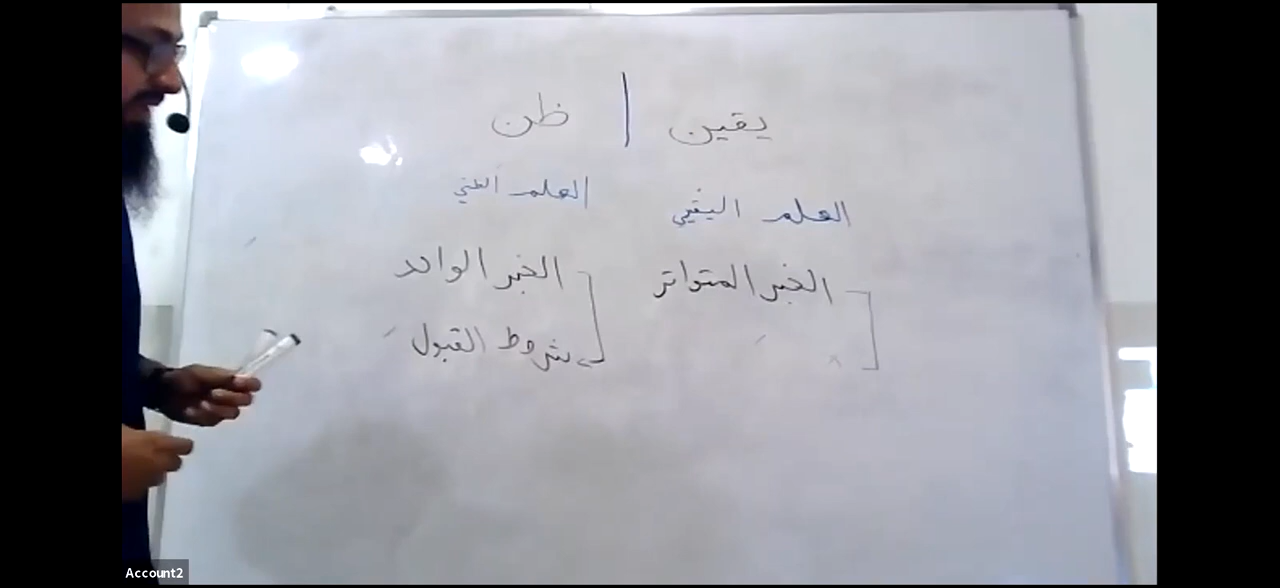 يقين | ظن
العلم اليقيني
العلم الظني
الخبر المتواتر
الخبر الواحد
شروط القبول
Account2